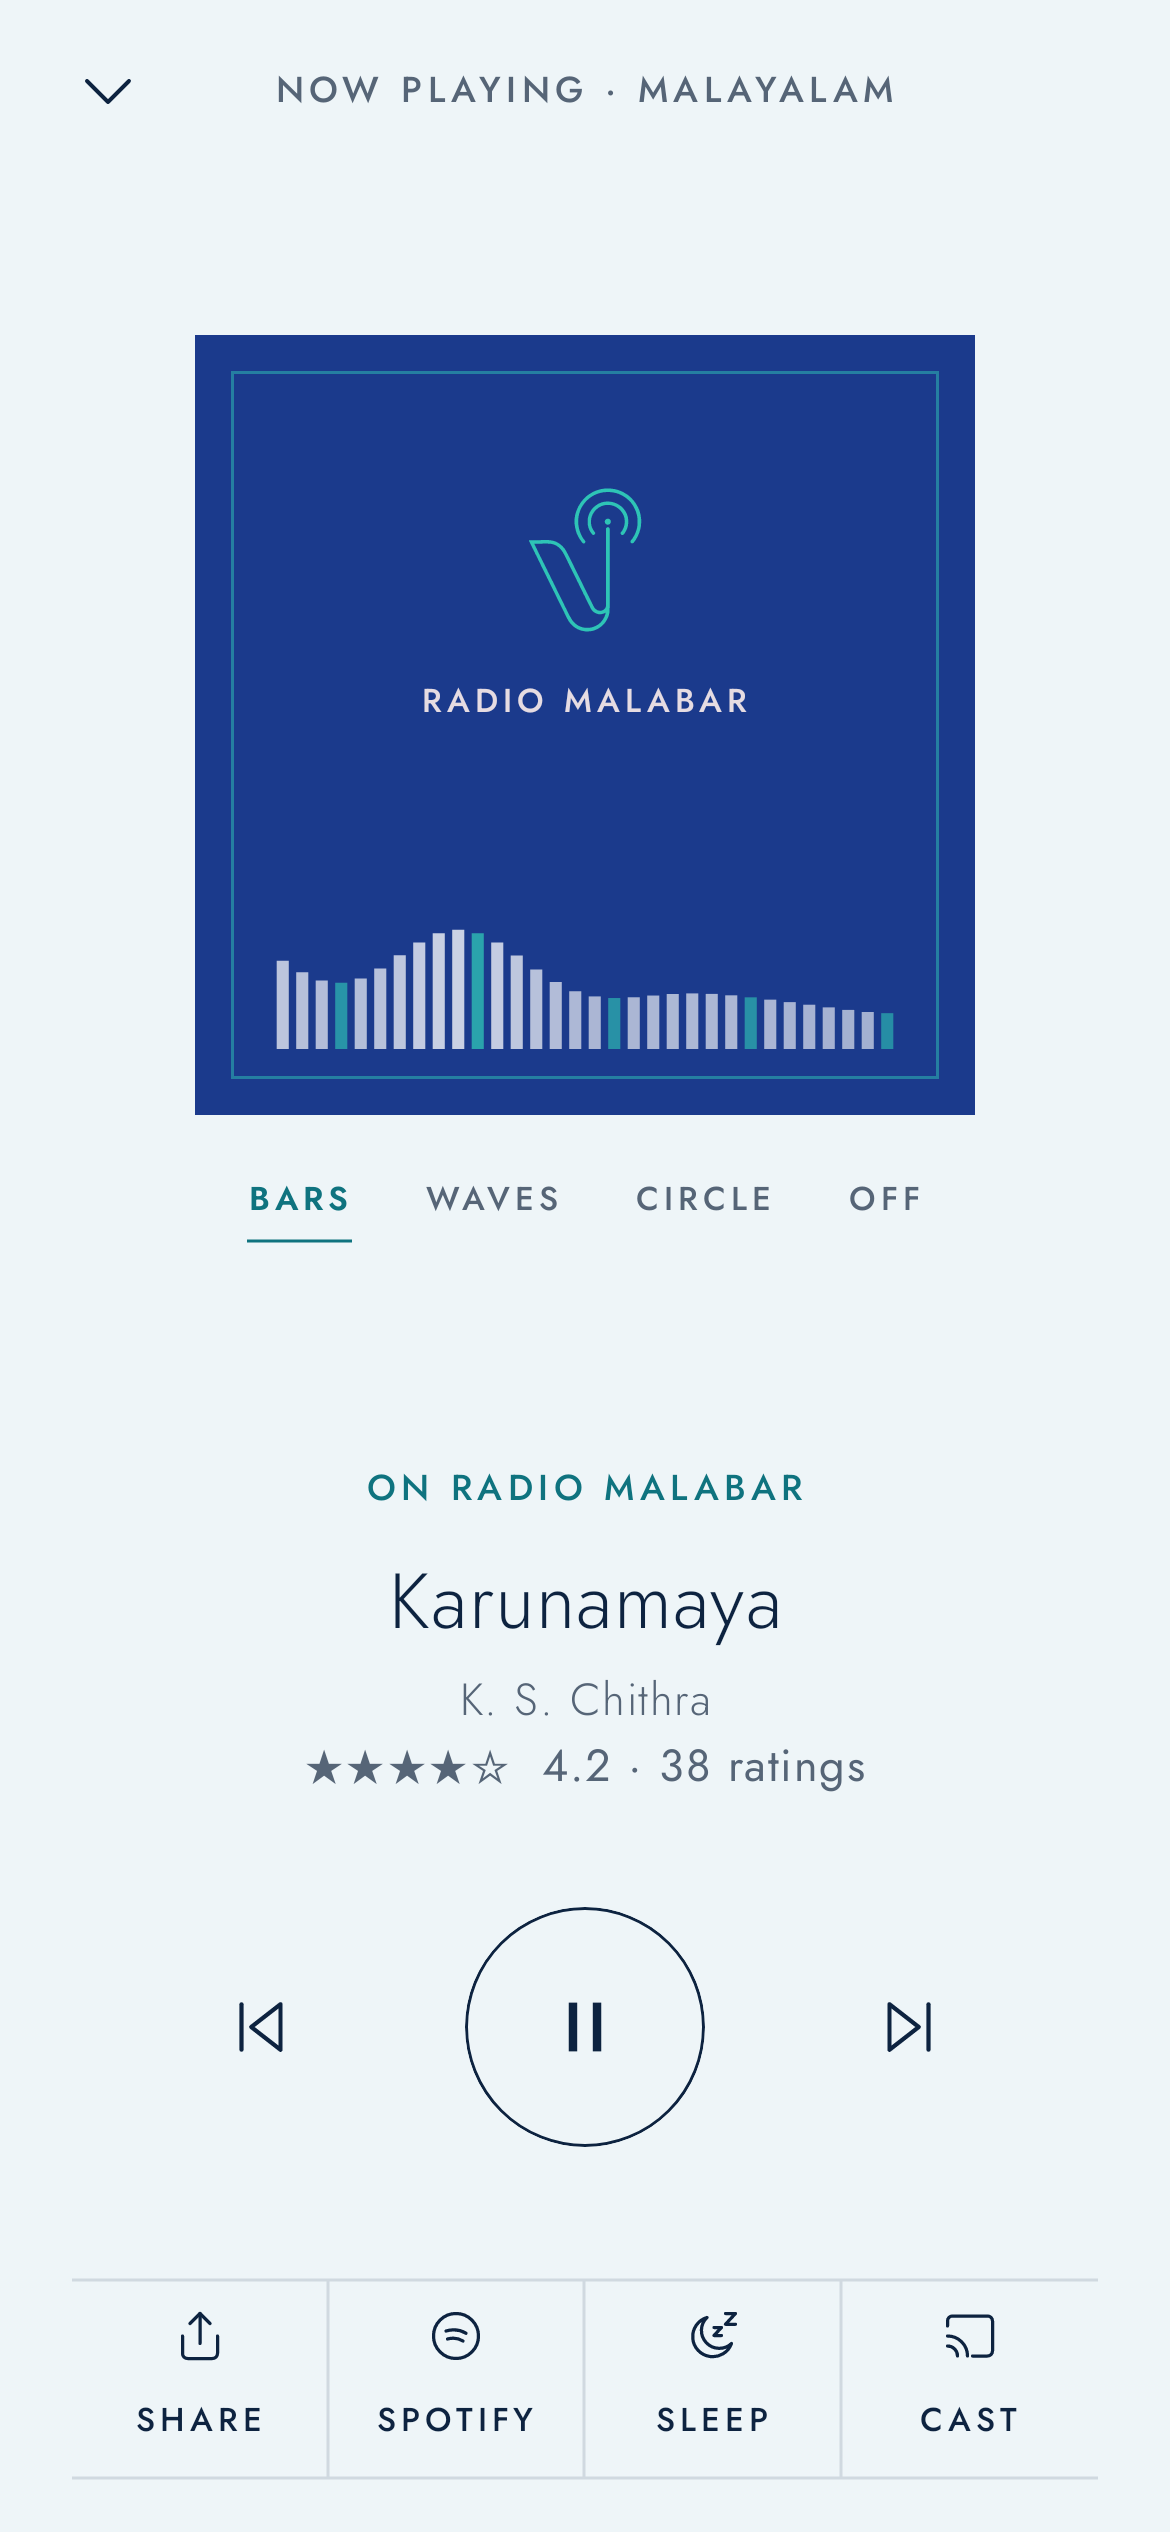 NOW PLAYING · MALAYALAM
RADIO MALABAR
BARS WAVES CIRCLE OFF
ON RADIO MALABAR
Karunamaya
K. S. Chithra
★★★★☆ 4.2 · 38 ratings
SHARE SPOTIFY SLEEP CAST